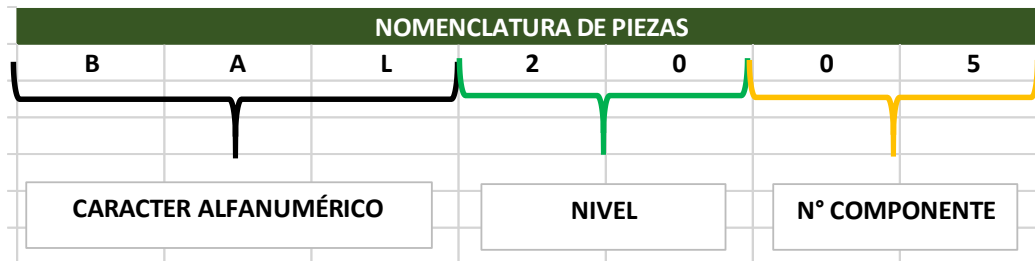 NOMENCLATURA DE PIEZAS
B A L 2 0 0 5
CARACTER ALFANUMÉRICO NIVEL N° COMPONENTE